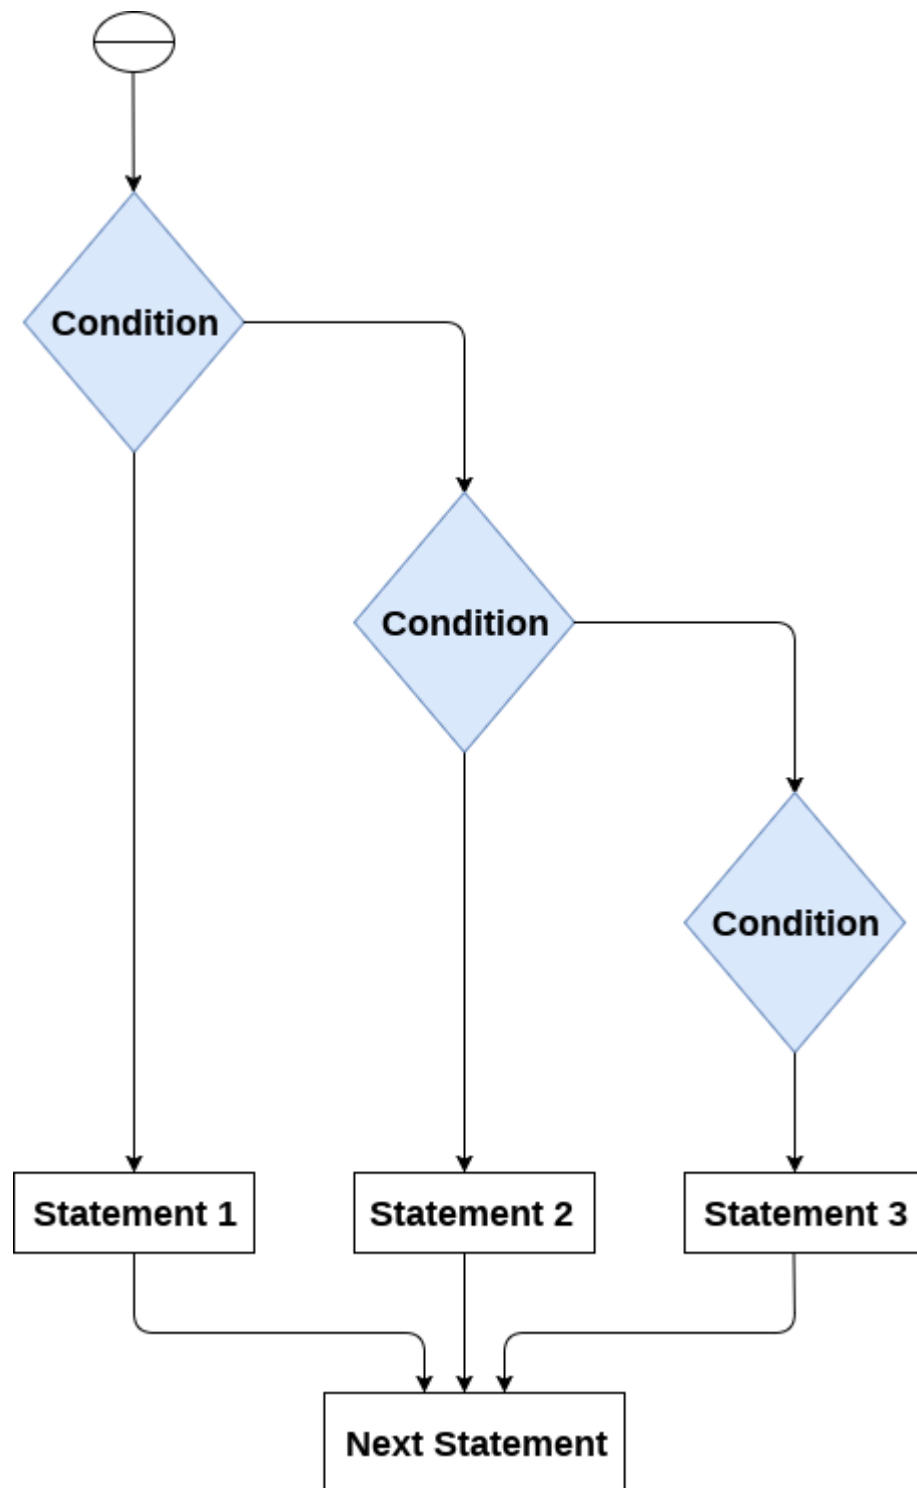 Condition
Condition
Condition
Statement 1
Statement 2
Statement 3
Next Statement